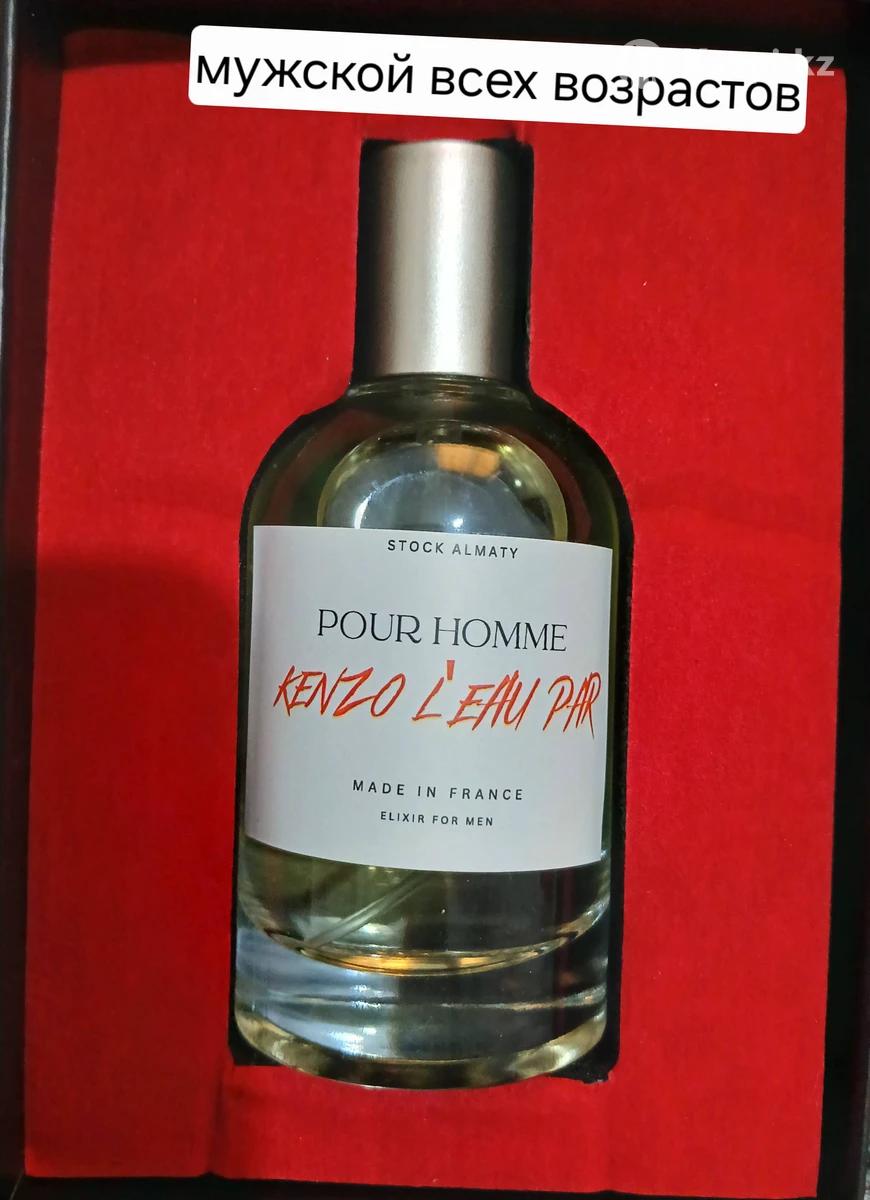 мужской всех возрастов
STOCK ALMATY
POUR HOMME
KENZO L'EAU PAR
MADE IN FRANCE
ELIXIR FOR MEN